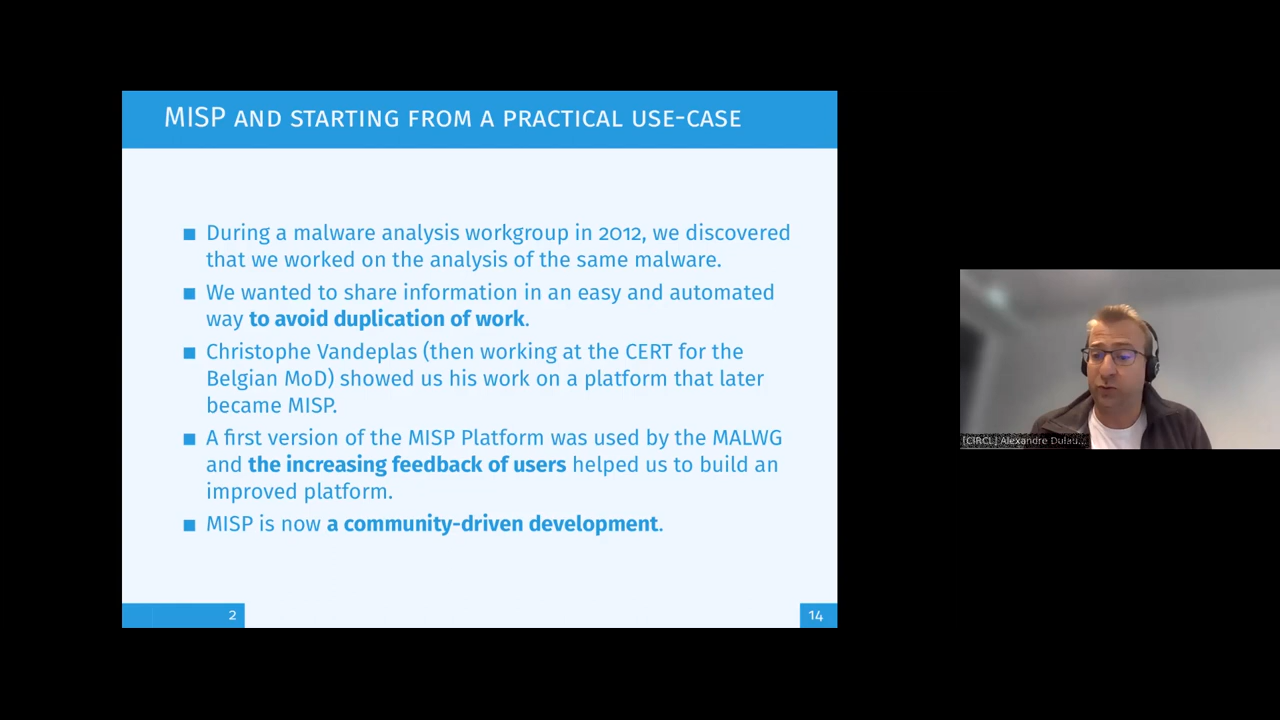 MISP AND STARTING FROM A PRACTICAL USE-CASE
■ During a malware analysis workgroup in 2012, we discovered
that we worked on the analysis of the same malware.
■ We wanted to share information in an easy and automated
way to avoid duplication of work.
■ Christophe Vandeplas (then working at the CERT for the
Belgian MoD) showed us his work on a platform that later
became MISP.
■ A first version of the MISP Platform was used by the MALWG
and the increasing feedback of users helped us to build an
improved platform.
■ MISP is now a community-driven development.
2
14
[CIRCL] Alexandre Dulau...